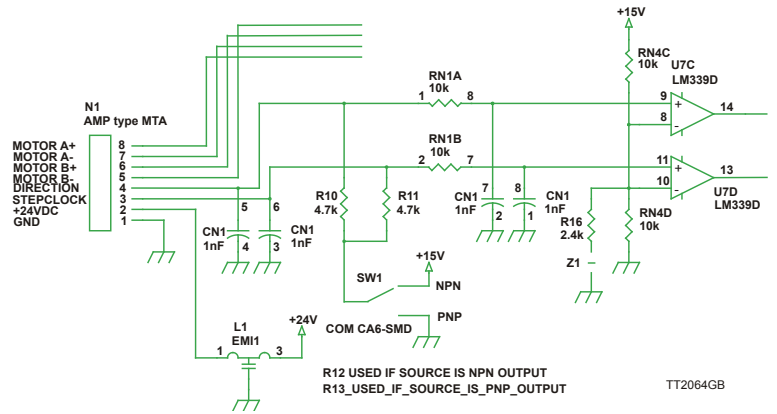 +15V
RN4C
10k
U7C
LM339D
RN1A
10k
1
8
9
+
8
-
14
N1
AMP type MTA
RN1B
10k
2
7
11
+
10
-
13
U7D
LM339D
MOTOR A+ 8
MOTOR A- 7
MOTOR B+ 6
MOTOR B- 5
DIRECTION 4
STEPCLOCK 3
+24VDC 2
GND 1
R10
4.7k
R11
4.7k
7
CN1
1nF
2
8
CN1
1nF
1
R16
2.4k
RN4D
10k
Z1
5
CN1
1nF
4
6
CN1
1nF
3
+15V
SW1
NPN
PNP
COM CA6-SMD
+24V
L1
EMI1
1
3
R12 USED IF SOURCE IS NPN OUTPUT
R13_USED_IF_SOURCE_IS_PNP_OUTPUT
TT2064GB